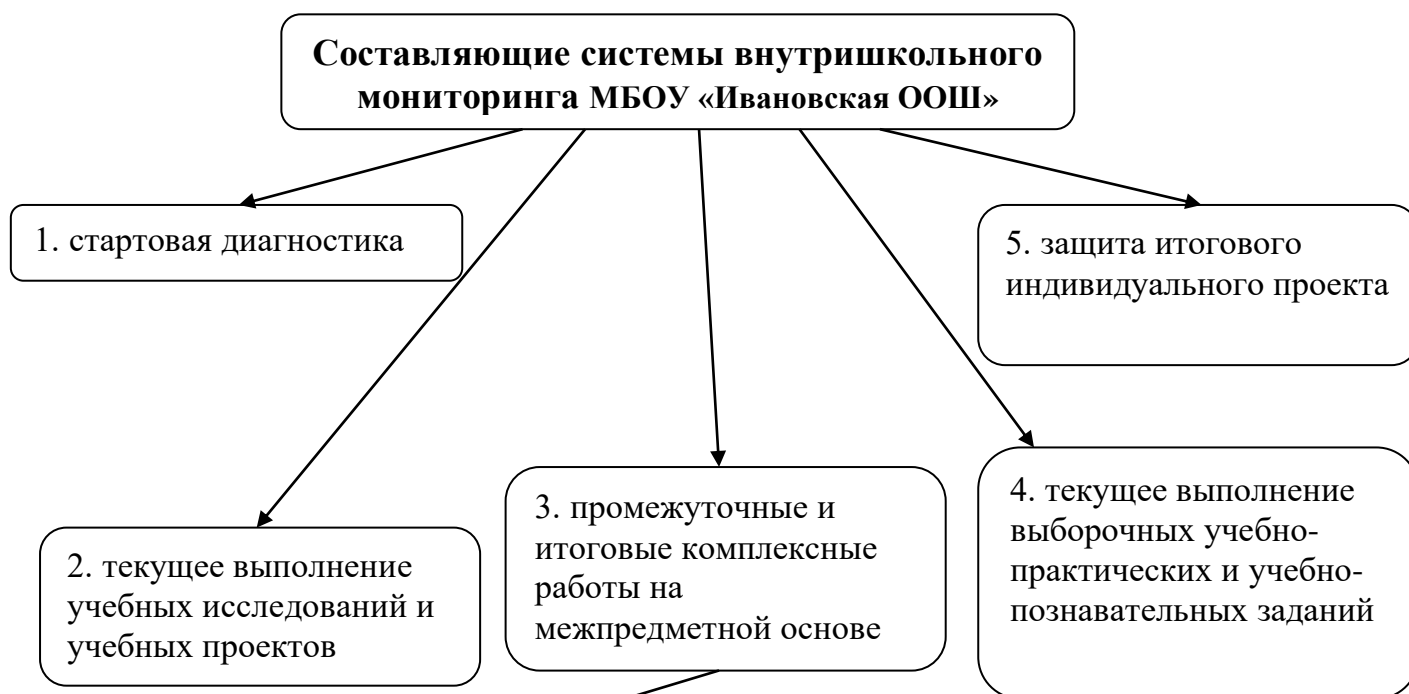 Составляющие системы внутришкольного
мониторинга МБОУ «Ивановская ООШ»
1. стартовая диагностика
2. текущее выполнение
учебных исследований и
учебных проектов
3. промежуточные и
итоговые комплексные
работы на
межпредметной основе
4. текущее выполнение
выборочных учебно-
практических и учебно-
познавательных заданий
5. защита итогового
индивидуального проекта